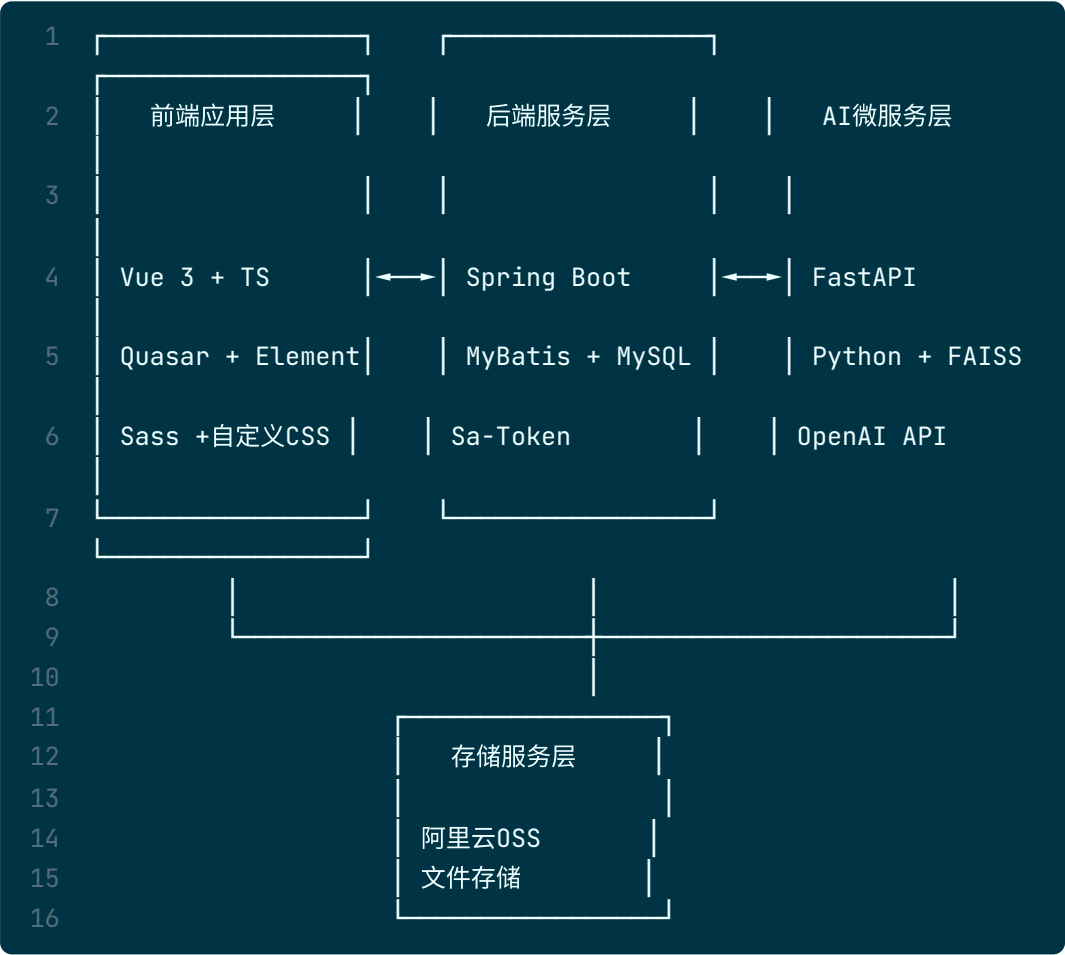 1 ┌─────────────────┐    ┌─────────────────┐    ┌─────────────────┐
2 │   前端应用层     │    │   后端服务层     │    │   AI微服务层    │
3 │                 │    │                 │    │                 │
4 │ Vue 3 + TS      │◄──►│ Spring Boot     │◄──►│ FastAPI         │
5 │ Quasar + Element│    │ MyBatis + MySQL │    │ Python + FAISS  │
6 │ Sass +自定义CSS │    │ Sa-Token        │    │ OpenAI API      │
7 └─────────────────┘    └─────────────────┘    └─────────────────┘
8          │                       │                       │
9          └───────────────────────┼───────────────────────┘
10                                 │
11                    ┌─────────────────┐
12                    │   存储服务层     │
13                    │                 │
14                    │ 阿里云OSS       │
15                    │ 文件存储        │
16                    └─────────────────┘